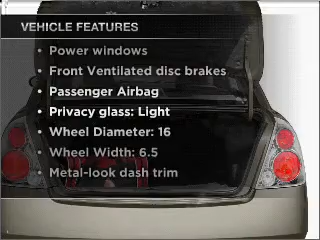 VEHICLE FEATURES
• Power windows
• Front Ventilated disc brakes
• Passenger Airbag
• Privacy glass: Light
• Wheel Diameter: 16
• Wheel Width: 6.5
• Metal-look dash trim